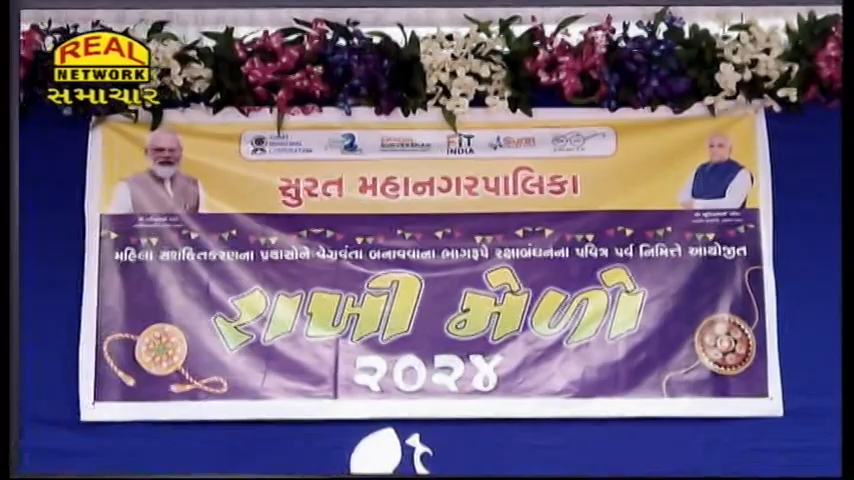 REAL
NETWORK
સમાચાર
FIT
INDIA
સુરત મહાનગરપાલિકા
મહિલા સશક્તિકરણના પ્રયાસોને વેગવંતા બનાવવાના ભાગરૂપે રક્ષાબંધનના પવિત્ર પર્વ નિમિત્તે આયોજીત
રાખી મેળો
૨૦૨૪